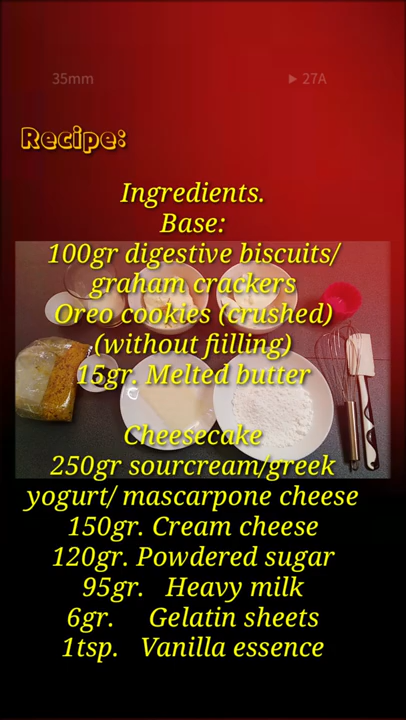 35mm
▶ 27A
Recipe:
Ingredients.
Base:
100gr digestive biscuits/
graham crackers
Oreo cookies (crushed)
(without fiilling)
15gr. Melted butter
Cheesecake
250gr sourcream/greek
yogurt/ mascarpone cheese
150gr. Cream cheese
120gr. Powdered sugar
95gr. Heavy milk
6gr. Gelatin sheets
1tsp. Vanilla essence